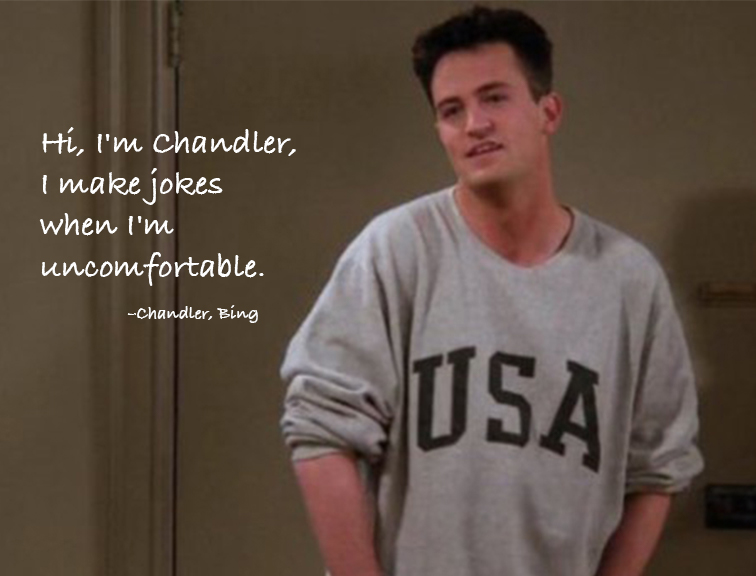 Hi, I'm Chandler,
I make jokes
when I'm
uncomfortable.
~Chandler, Bing
USA